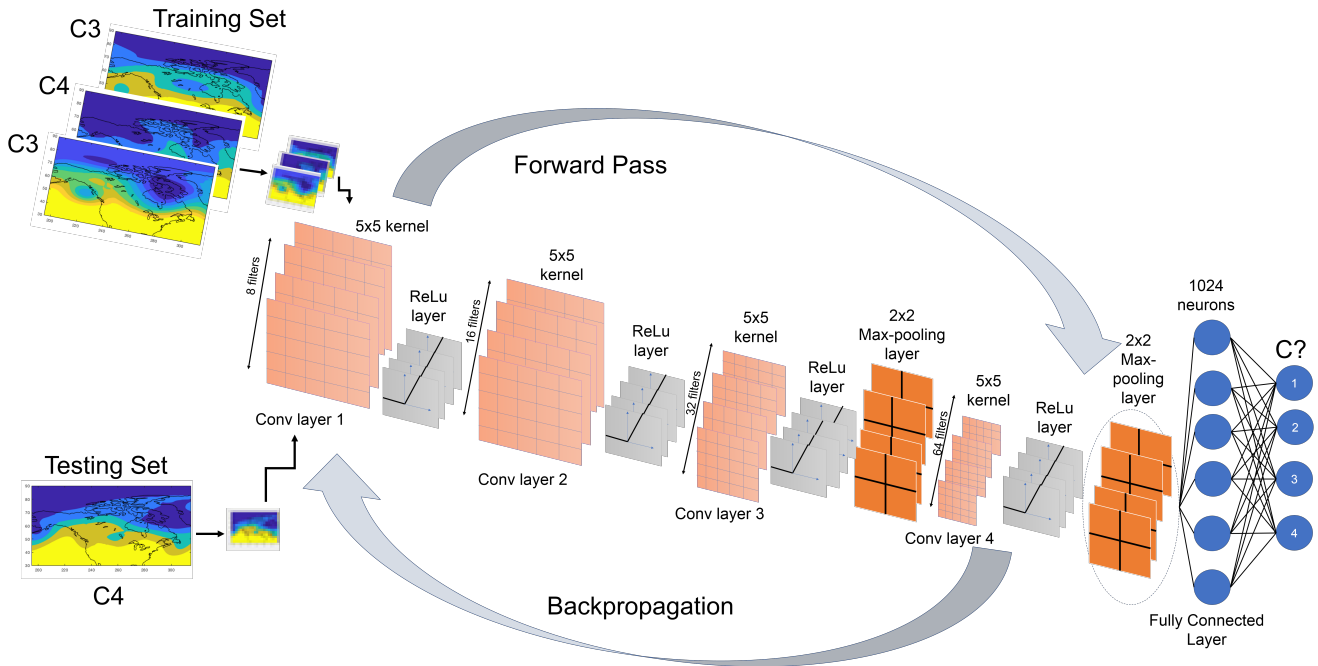 Training Set
C3
C4
C3
Forward Pass
5x5 kernel
8 filters
Conv layer 1
ReLu
layer
5x5
kernel
16 filters
Conv layer 2
ReLu
layer
5x5
kernel
32 filters
Conv layer 3
ReLu
layer
2x2
Max-pooling
layer
5x5
kernel
64 filters
Conv layer 4
ReLu
layer
2x2
Max-
pooling
layer
1024
neurons
C?
1
2
3
4
Fully Connected
Layer
Testing Set
C4
Backpropagation